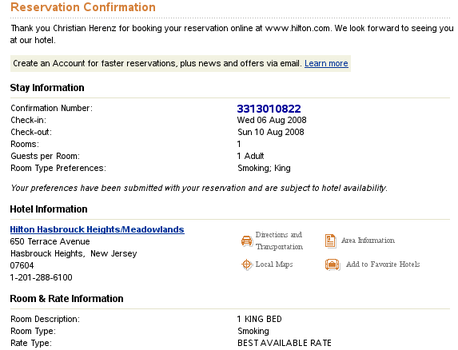 Reservation Confirmation
Thank you Christian Herenz for booking your reservation online at www.hilton.com. We look forward to seeing you
at our hotel.
Create an Account for faster reservations, plus news and offers via email. Learn more
Stay Information
Confirmation Number: 3313010822
Check-in: Wed 06 Aug 2008
Check-out: Sun 10 Aug 2008
Rooms: 1
Guests per Room: 1 Adult
Room Type Preferences: Smoking; King
Your preferences have been submitted with your reservation and are subject to hotel availability.
Hotel Information
Hilton Hasbrouck Heights/Meadowlands
650 Terrace Avenue
Hasbrouck Heights, New Jersey
07604
1-201-288-6100
Directions and
Transportation
Area Information
Local Maps
Add to Favorite Hotels
Room & Rate Information
Room Description: 1 KING BED
Room Type: Smoking
Rate Type: BEST AVAILABLE RATE